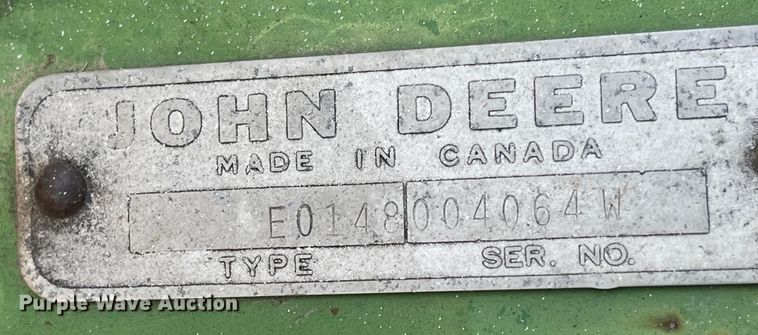 JOHN DEERE
MADE IN CANADA
E0148 004064W
TYPE SER. NO.
Purple Wave Auction